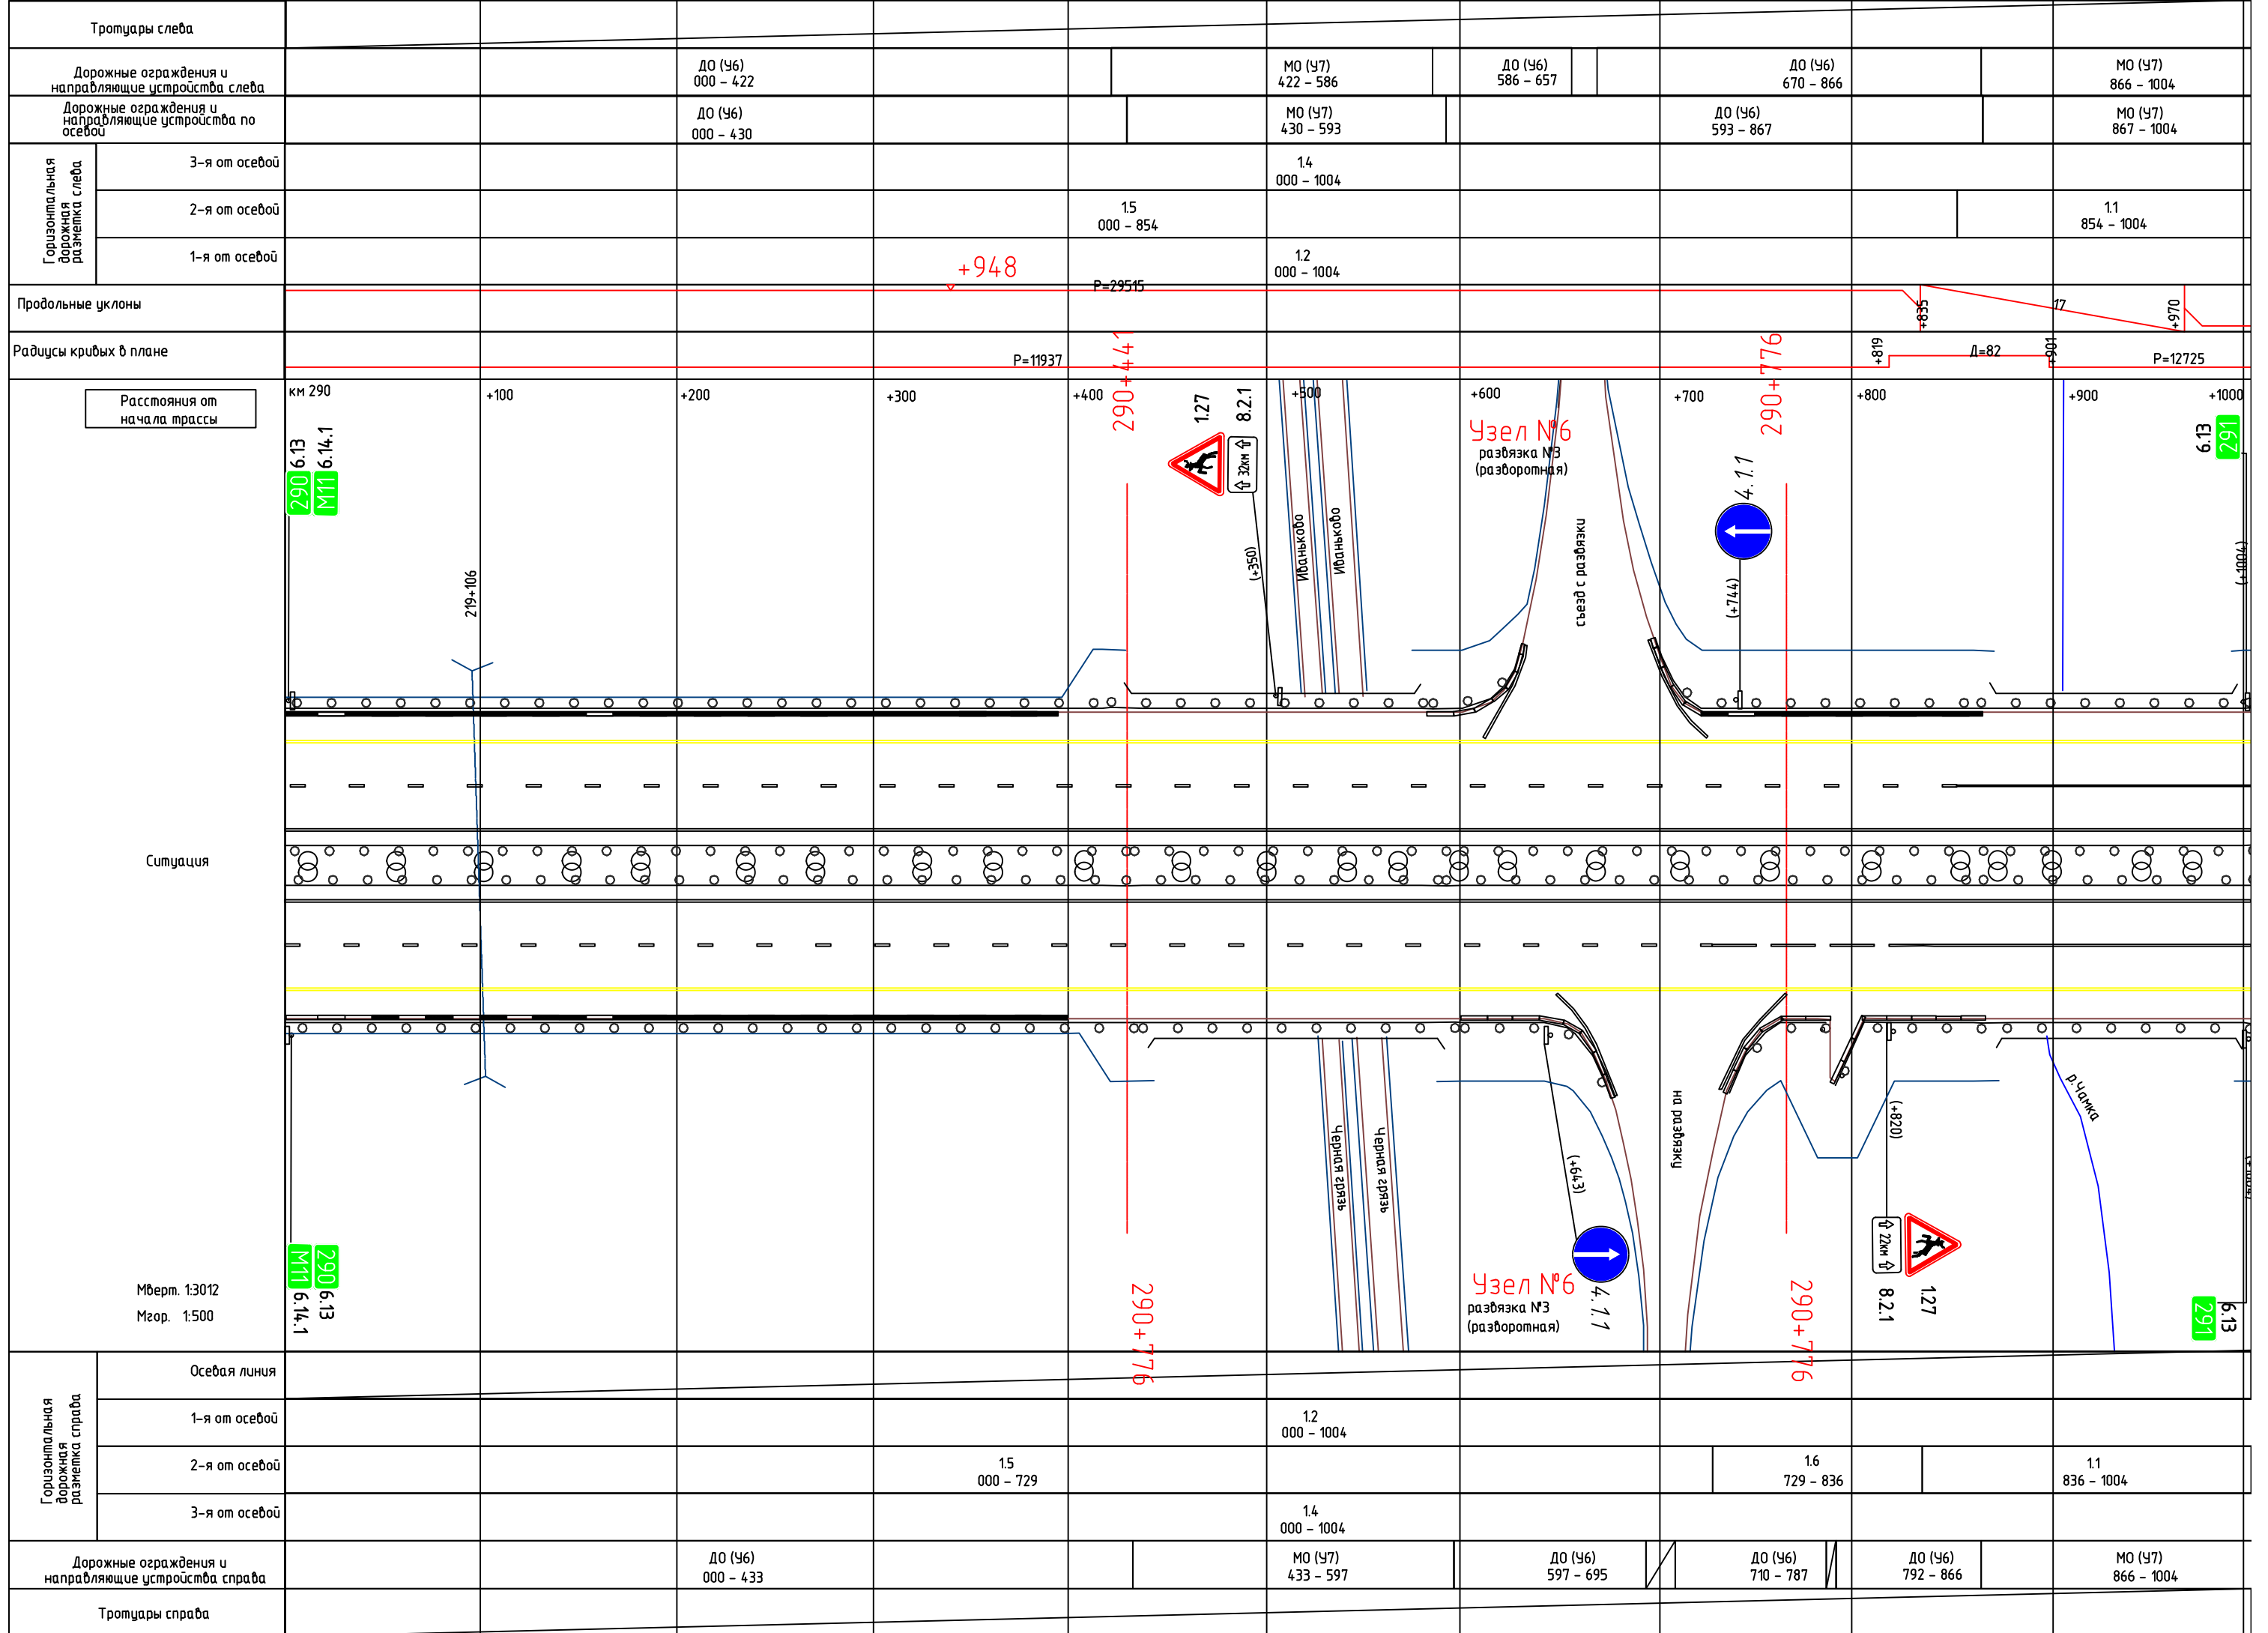 Тротуары слева
Дорожные ограждения и
направляющие устройства слева
ДО (У6)
000 - 422
МО (У7)
422 - 586
ДО (У6)
586 - 657
ДО (У6)
670 - 866
МО (У7)
866 - 1004
Дорожные ограждения и
направляющие устройства по
осевой
ДО (У6)
000 - 430
МО (У7)
430 - 593
ДО (У6)
593 - 867
МО (У7)
867 - 1004
Горизонтальная
дорожная
разметка слева
3-я от осевой
1.4
000 - 1004
2-я от осевой
1.5
000 - 854
1.1
854 - 1004
1-я от осевой
1.2
000 - 1004
+948
Продольные уклоны
Р=29515
+835
17
+970
Радиусы кривых в плане
Р=11937
+819
Д=82
+901
Р=12725
Расстояния от
начала трассы
км 290
+100
+200
+300
+400
+500
+600
+700
+800
+900
+1000
290+441
290+776
290 6.13
М11 6.14.1
219+106
1.27
8.2.1
32км
(+350)
Иваньково
Иваньково
Узел №6
развязка №3
(разворотная)
съезд с развязки
4.1.1
(+744)
6.13
291
(+1004)
Ситуация
Мверт. 1:3012
Мгор. 1:500
М11 6.14.1
290 6.13
290+776
Черная грязь
Черная грязь
(+643)
Узел №6
развязка №3
(разворотная)
4.1.1
на развязку
290+776
(+820)
22км
8.2.1
1.27
р.Чамка
291
6.13
Горизонтальная
дорожная
разметка справа
Осевая линия
1-я от осевой
1.2
000 - 1004
2-я от осевой
1.5
000 - 729
1.6
729 - 836
1.1
836 - 1004
3-я от осевой
1.4
000 - 1004
Дорожные ограждения и
направляющие устройства справа
ДО (У6)
000 - 433
МО (У7)
433 - 597
ДО (У6)
597 - 695
ДО (У6)
710 - 787
ДО (У6)
792 - 866
МО (У7)
866 - 1004
Тротуары справа